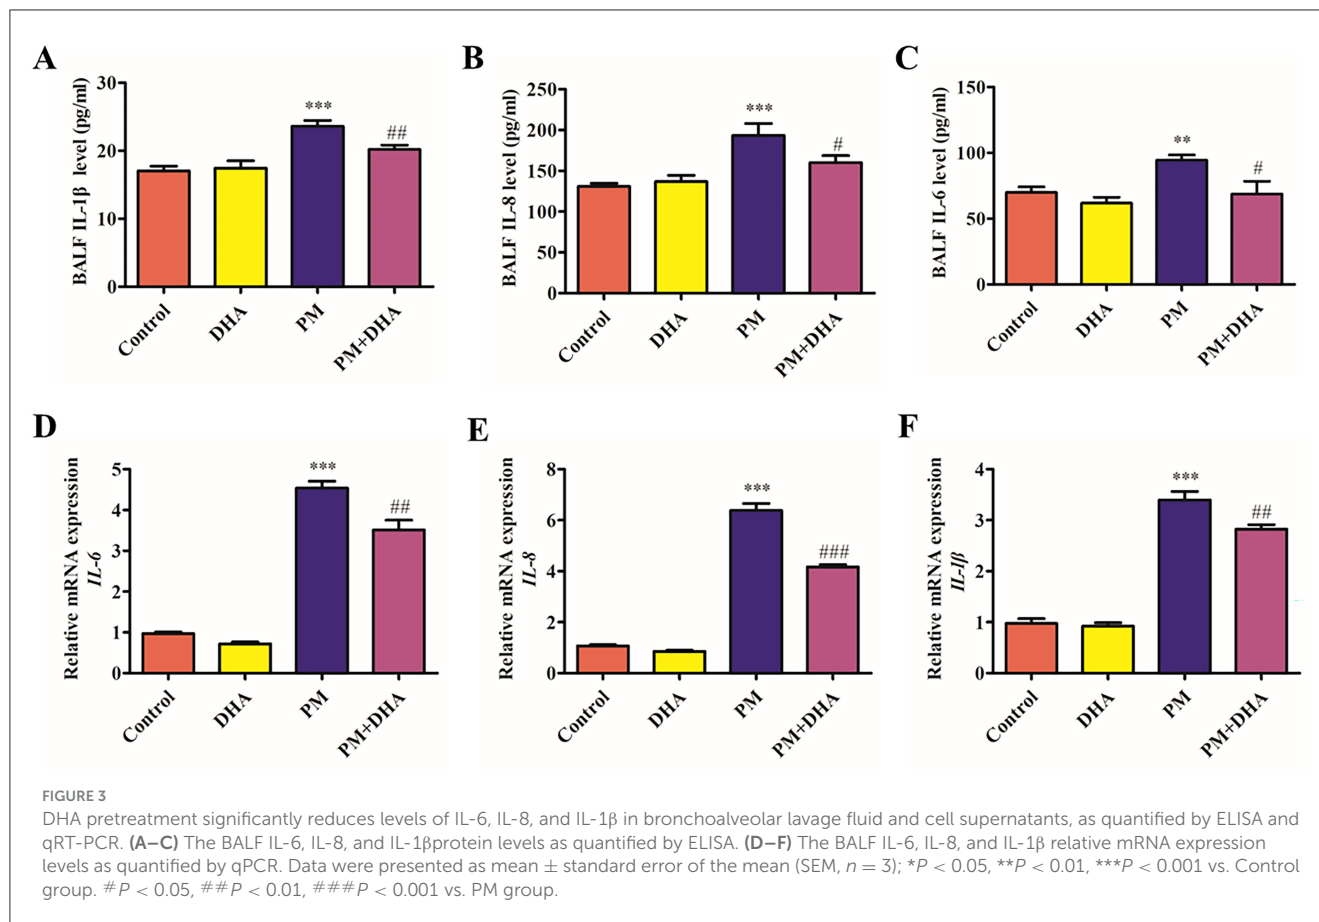 A
BALF IL-1β level (pg/ml)
30
20
10
0
***
##
Control
DHA
PM
PM+DHA
B
BALF IL-8 level (pg/ml)
250
200
150
100
50
0
***
#
Control
DHA
PM
PM+DHA
C
BALF IL-6 level (pg/ml)
150
100
50
0
**
#
Control
DHA
PM
PM+DHA
D
Relative mRNA expression
IL-6
5
4
3
2
1
0
***
##
Control
DHA
PM
PM+DHA
E
Relative mRNA expression
IL-8
8
6
4
2
0
***
###
Control
DHA
PM
PM+DHA
F
Relative mRNA expression
IL-1β
4
3
2
1
0
***
##
Control
DHA
PM
PM+DHA
FIGURE 3
DHA pretreatment significantly reduces levels of IL-6, IL-8, and IL-1β in bronchoalveolar lavage fluid and cell supernatants, as quantified by ELISA and
qRT-PCR. (A–C) The BALF IL-6, IL-8, and IL-1βprotein levels as quantified by ELISA. (D–F) The BALF IL-6, IL-8, and IL-1β relative mRNA expression
levels as quantified by qPCR. Data were presented as mean ± standard error of the mean (SEM, n = 3); *P < 0.05, **P < 0.01, ***P < 0.001 vs. Control
group. #P < 0.05, ##P < 0.01, ###P < 0.001 vs. PM group.